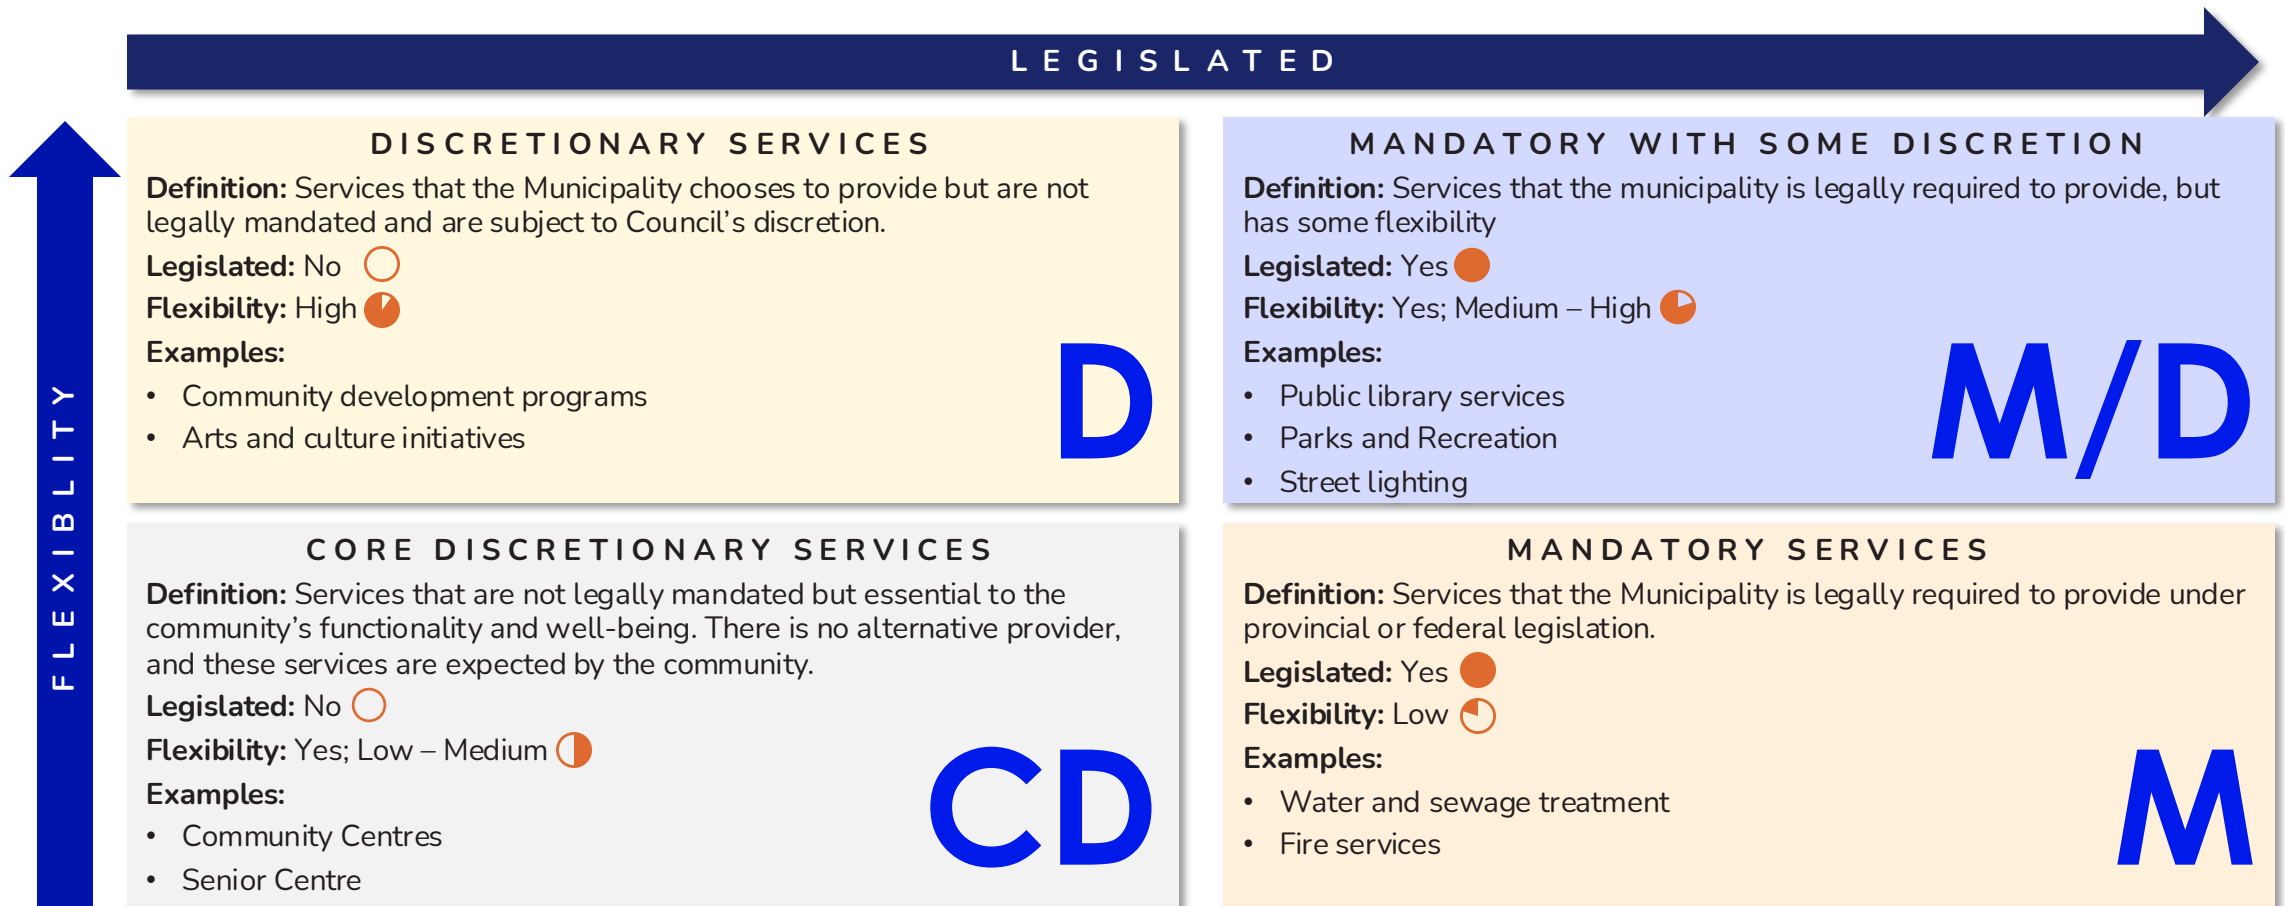 LEGISLATED
FLEXIBLITY
DISCRETIONARY SERVICES
Definition: Services that the Municipality chooses to provide but are not
legally mandated and are subject to Council's discretion.
Legislated: No
Flexibility: High
Examples:
• Community development programs
• Arts and culture initiatives
D
MANDATORY WITH SOME DISCRETION
Definition: Services that the municipality is legally required to provide, but
has some flexibility
Legislated: Yes
Flexibility: Yes; Medium – High
Examples:
• Public library services
• Parks and Recreation
• Street lighting
M/D
CORE DISCRETIONARY SERVICES
Definition: Services that are not legally mandated but essential to the
community's functionality and well-being. There is no alternative provider,
and these services are expected by the community.
Legislated: No
Flexibility: Yes; Low – Medium
Examples:
• Community Centres
• Senior Centre
CD
MANDATORY SERVICES
Definition: Services that the Municipality is legally required to provide under
provincial or federal legislation.
Legislated: Yes
Flexibility: Low
Examples:
• Water and sewage treatment
• Fire services
M